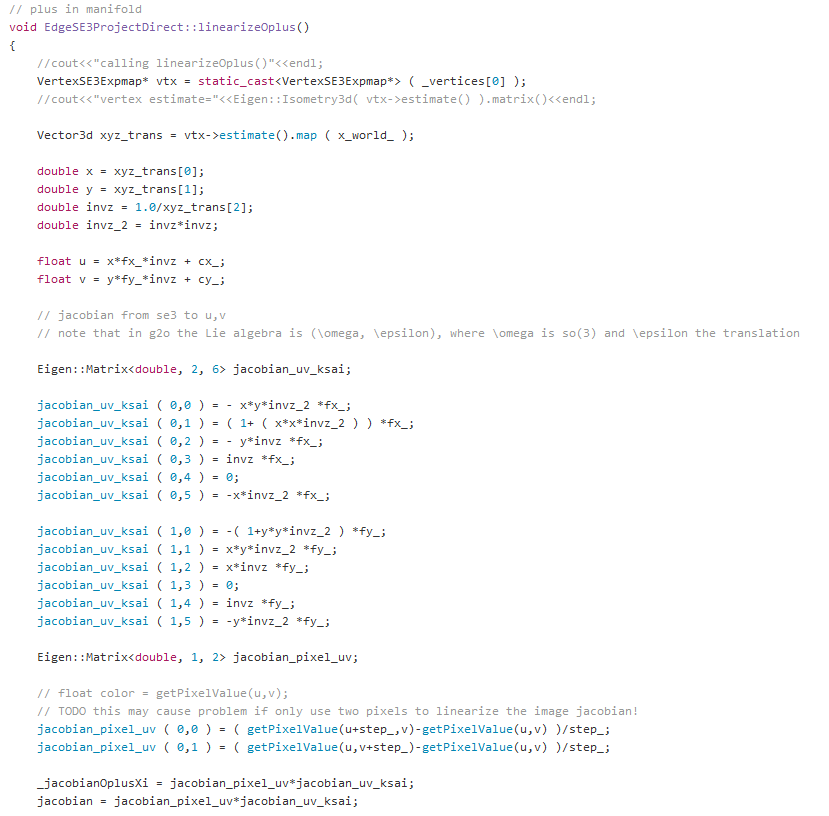 // plus in manifold
void EdgeSE3ProjectDirect::linearizeOplus()
{
//cout<<"calling linearizeOplus()"<<endl;
VertexSE3Expmap* vtx = static_cast<VertexSE3Expmap*> ( _vertices[0] );
//cout<<"vertex estimate="<<Eigen::Isometry3d( vtx->estimate() ).matrix()<<endl;
Vector3d xyz_trans = vtx->estimate().map ( x_world_ );
double x = xyz_trans[0];
double y = xyz_trans[1];
double invz = 1.0/xyz_trans[2];
double invz_2 = invz*invz;
float u = x*fx_*invz + cx_;
float v = y*fy_*invz + cy_;
// jacobian from se3 to u,v
// note that in g2o the Lie algebra is (\omega, \epsilon), where \omega is so(3) and \epsilon the translation
Eigen::Matrix<double, 2, 6> jacobian_uv_ksai;
jacobian_uv_ksai ( 0,0 ) = - x*y*invz_2 *fx_;
jacobian_uv_ksai ( 0,1 ) = ( 1+ ( x*x*invz_2 ) ) *fx_;
jacobian_uv_ksai ( 0,2 ) = - y*invz *fx_;
jacobian_uv_ksai ( 0,3 ) = invz *fx_;
jacobian_uv_ksai ( 0,4 ) = 0;
jacobian_uv_ksai ( 0,5 ) = -x*invz_2 *fx_;
jacobian_uv_ksai ( 1,0 ) = -( 1+y*y*invz_2 ) *fy_;
jacobian_uv_ksai ( 1,1 ) = x*y*invz_2 *fy_;
jacobian_uv_ksai ( 1,2 ) = x*invz *fy_;
jacobian_uv_ksai ( 1,3 ) = 0;
jacobian_uv_ksai ( 1,4 ) = invz *fy_;
jacobian_uv_ksai ( 1,5 ) = -y*invz_2 *fy_;
Eigen::Matrix<double, 1, 2> jacobian_pixel_uv;
// float color = getPixelValue(u,v);
// TODO this may cause problem if only use two pixels to linearize the image jacobian!
jacobian_pixel_uv ( 0,0 ) = ( getPixelValue(u+step_,v)-getPixelValue(u,v) )/step_;
jacobian_pixel_uv ( 0,1 ) = ( getPixelValue(u,v+step_)-getPixelValue(u,v) )/step_;
_jacobianOplusXi = jacobian_pixel_uv*jacobian_uv_ksai;
jacobian = jacobian_pixel_uv*jacobian_uv_ksai;